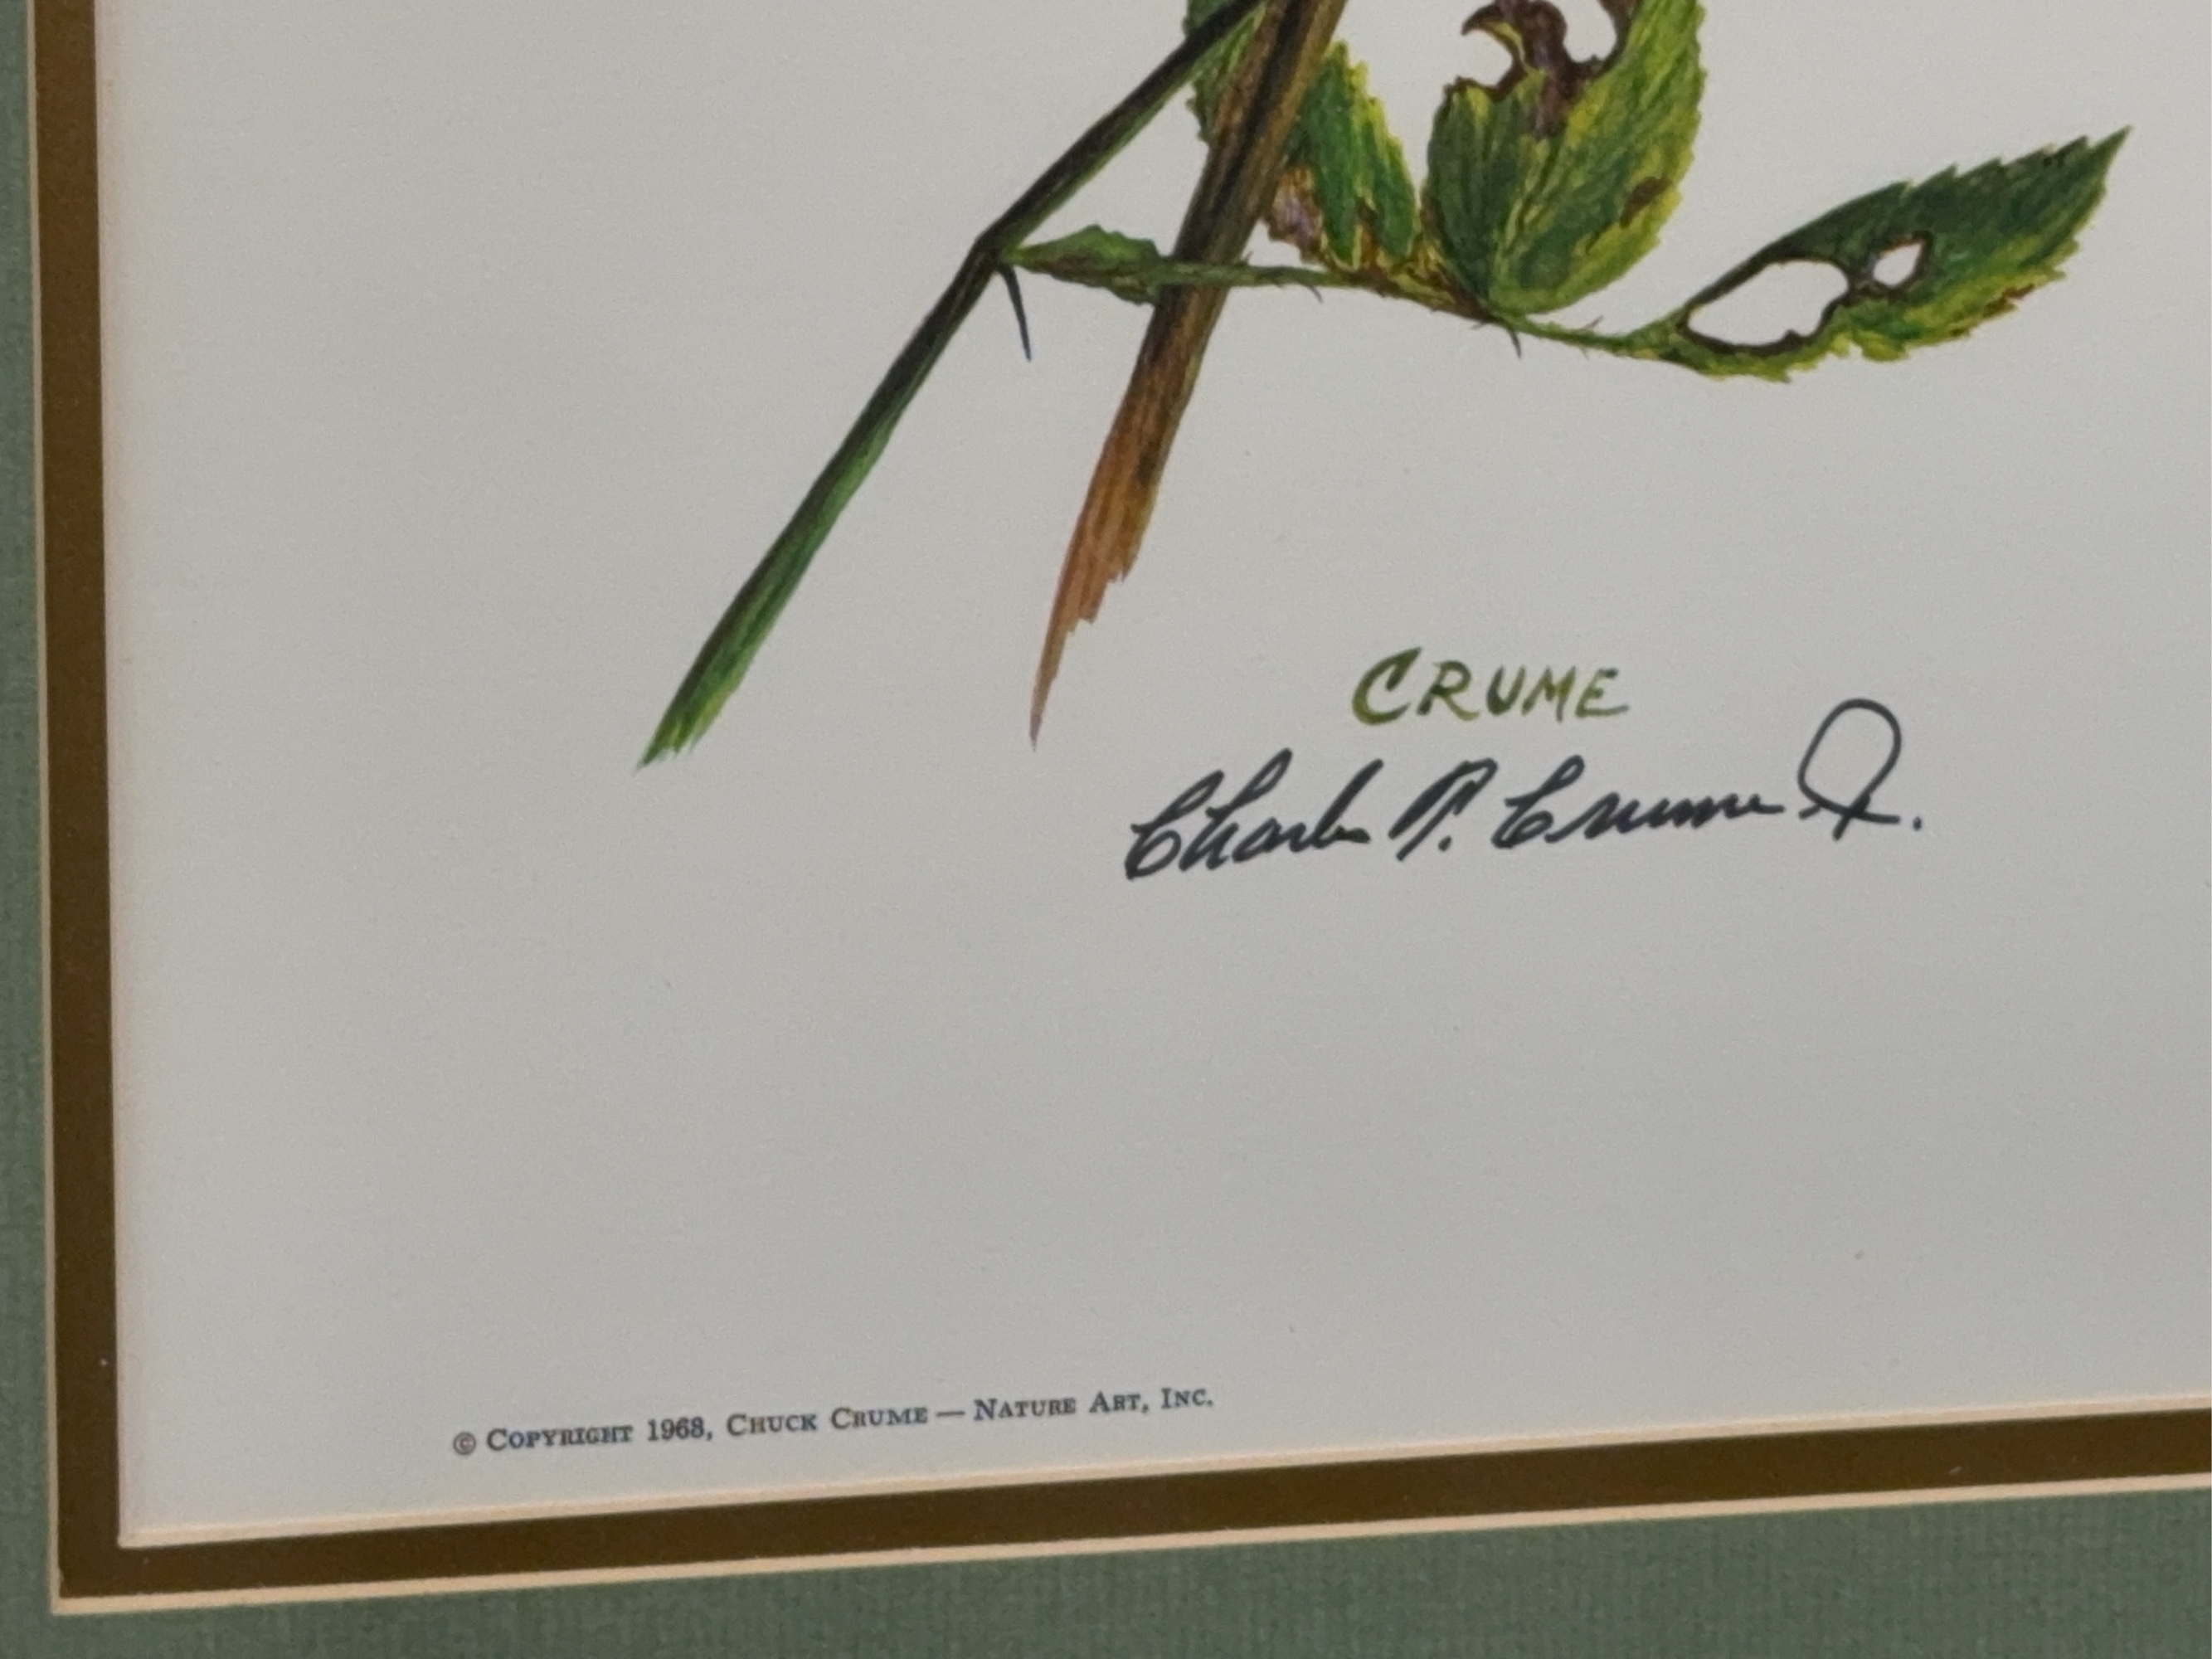 CRUME
Charles P. Crume Jr.
© COPYRIGHT 1968, CHUCK CRUME — NATURE ART, INC.